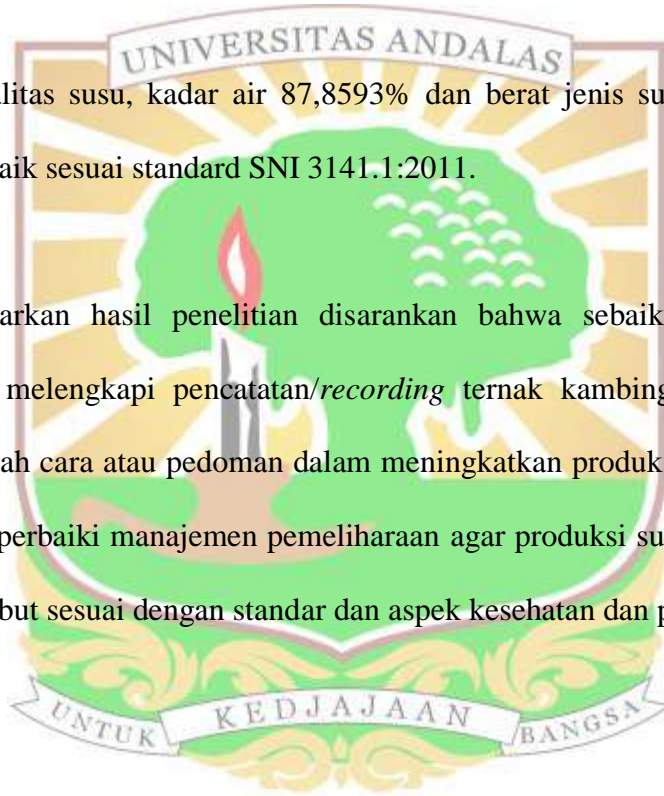 UNIVERSITAS ANDALAS
litas susu, kadar air 87,8593% dan berat jenis su
aik sesuai standard SNI 3141.1:2011.
arkan hasil penelitian disarankan bahwa sebaik
melengkapi pencatatan/recording ternak kambing
ah cara atau pedoman dalam meningkatkan produk
perbaiki manajemen pemeliharaan agar produksi su
but sesuai dengan standar dan aspek kesehatan dan p
UNTUK KEDJAJAAN BANGSA